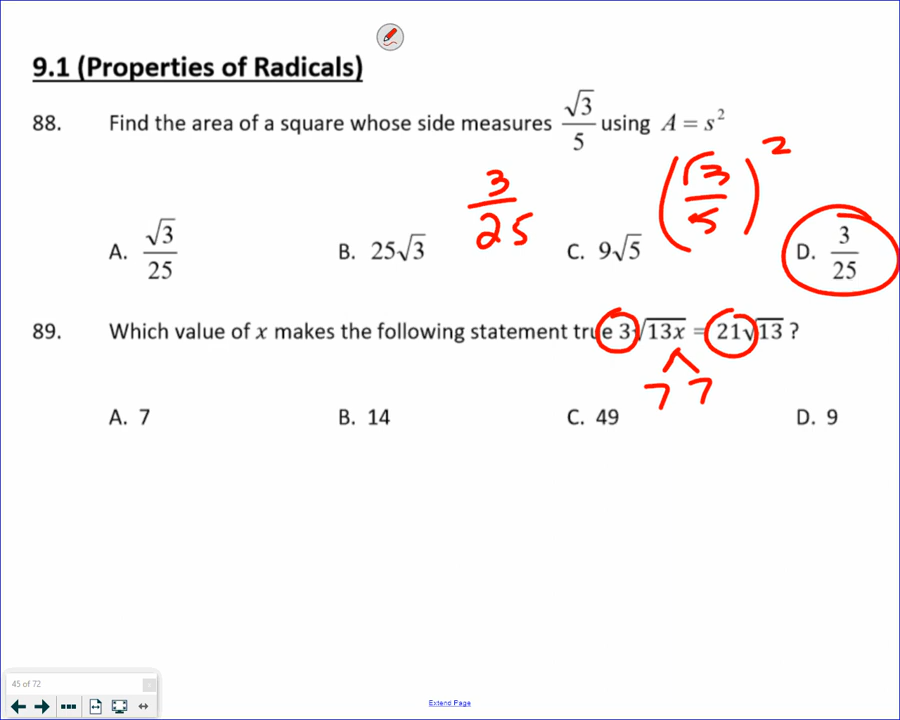 9.1 (Properties of Radicals)
88. Find the area of a square whose side measures √3/5 using A = s²
3/25 (√3/5)²
A. √3/25 B. 25√3 C. 9√5 D. 3/25
89. Which value of x makes the following statement true 3√13x = 21√13 ?
7 7
A. 7 B. 14 C. 49 D. 9
45 of 72
Extend Page